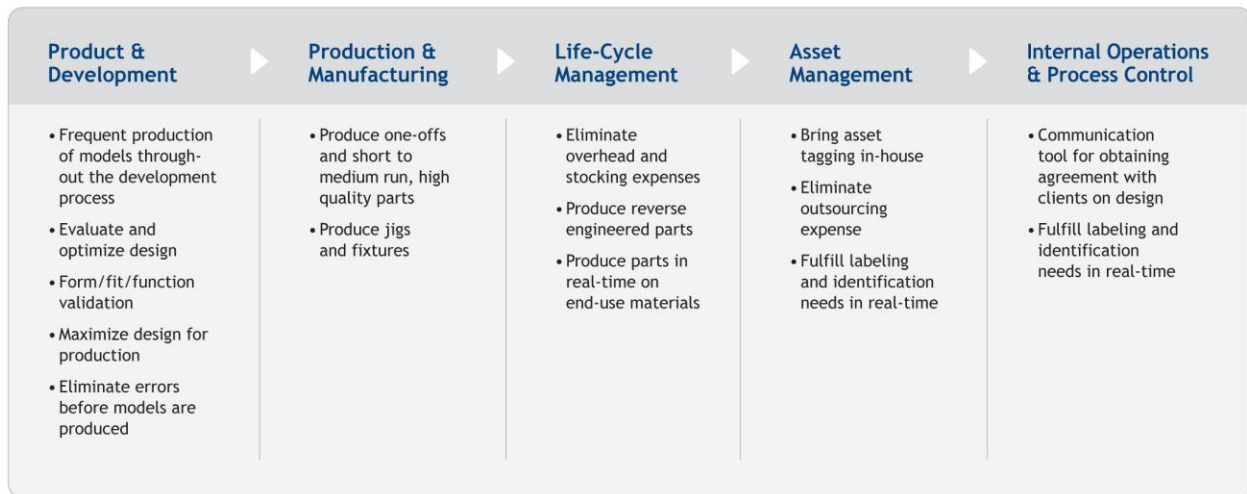 Product &
Development
• Frequent production
of models through-
out the development
process
• Evaluate and
optimize design
• Form/fit/function
validation
• Maximize design for
production
• Eliminate errors
before models are
produced
Production &
Manufacturing
• Produce one-offs
and short to
medium run, high
quality parts
• Produce jigs
and fixtures
Life-Cycle
Management
• Eliminate
overhead and
stocking expenses
• Produce reverse
engineered parts
• Produce parts in
real-time on
end-use materials
Asset
Management
• Bring asset
tagging in-house
• Eliminate
outsourcing
expense
• Fulfill labeling
and identification
needs in real-time
Internal Operations
& Process Control
• Communication
tool for obtaining
agreement with
clients on design
• Fulfill labeling and
identification
needs in real-time